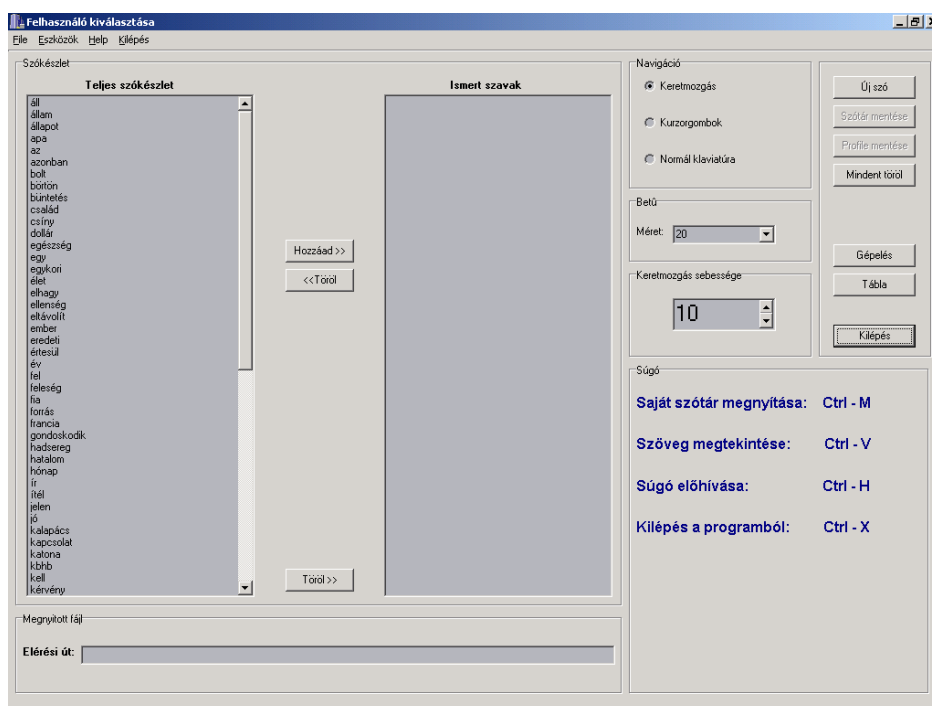 Felhasználó kiválasztása
File Eszközök Help Kilépés
Szókészlet
Teljes szókészlet
áll
állam
állapot
apa
az
azonban
bolt
börtön
büntetés
család
csíny
dollár
egészség
egy
egykori
élet
elhagy
ellenség
eltávolít
ember
eredeti
értesül
év
fel
feleség
fia
forrás
francia
gondoskodik
hadsereg
hatalom
hónap
ír
ítél
jelen
jó
kalapács
kapcsolat
katona
kbhb
kell
kérvény
Hozzáad >>
<<Töröl
Töröl >>
Ismert szavak
Megnyitott fájl
Elérési út:
Navigáció
Keretmozgás
Kurzorgombok
Normál klaviatúra
Betû
Méret: 20
Keretmozgás sebessége
10
Új szó
Szótár mentése
Profile mentése
Mindent töröl
Gépelés
Tábla
Kilépés
Súgó
Saját szótár megnyítása: Ctrl - M
Szöveg megtekintése: Ctrl - V
Súgó előhívása: Ctrl - H
Kilépés a programból: Ctrl - X